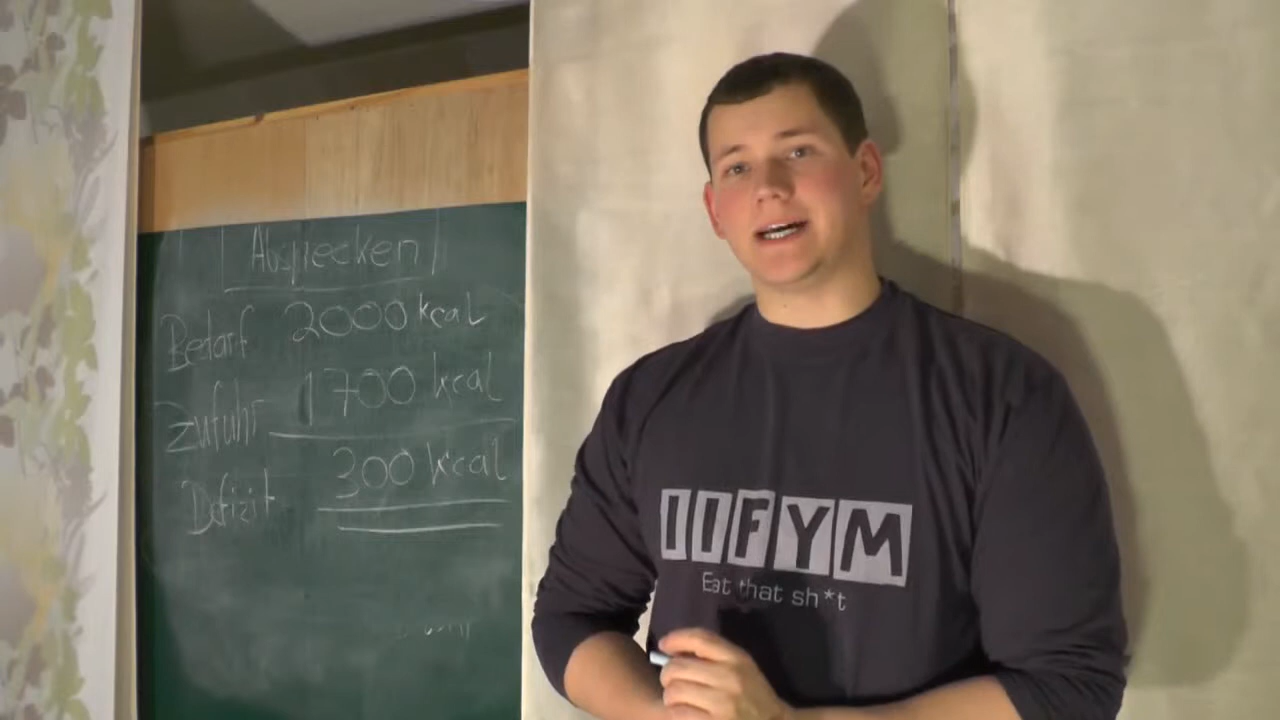 Abspecken
Bedarf 2000 kcal
Zufuhr 1700 kcal
Defizit 300 kcal
IIFYM
Eat that sh*t